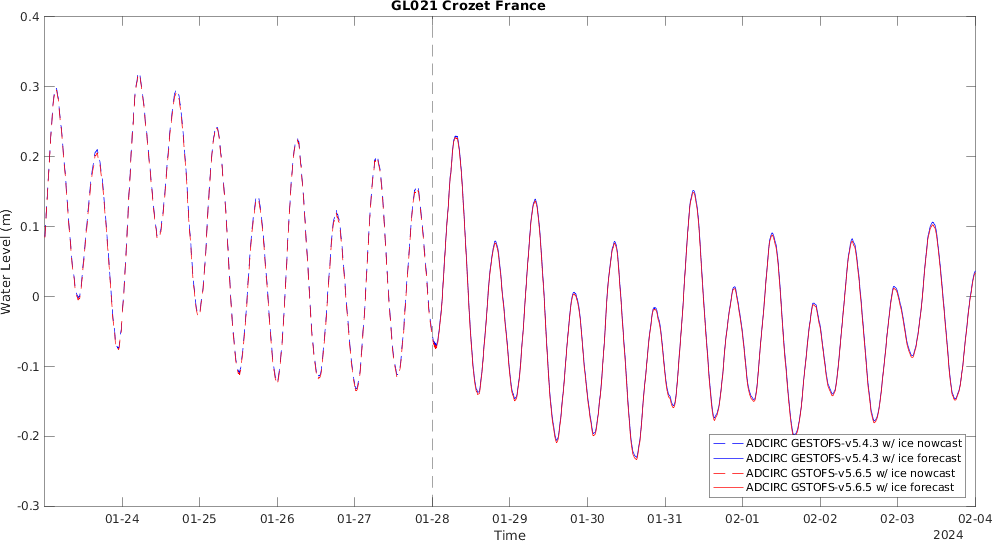 GL021 Crozet France
0.4
0.3
0.2
0.1
0
-0.1
-0.2
-0.3
Water Level (m)
ADCIRC GESTOFS-v5.4.3 w/ ice nowcast
ADCIRC GESTOFS-v5.4.3 w/ ice forecast
ADCIRC GSTOFS-v5.6.5 w/ ice nowcast
ADCIRC GSTOFS-v5.6.5 w/ ice forecast
01-24 01-25 01-26 01-27 01-28 01-29 01-30 01-31 02-01 02-02 02-03 02-04
Time
2024